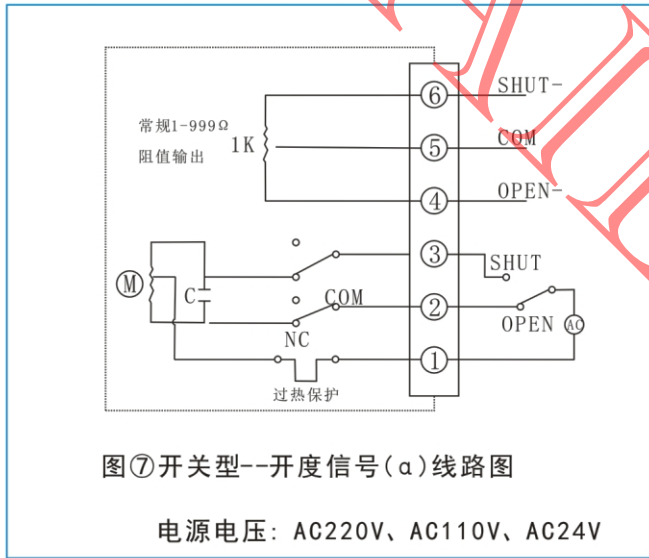 ⑥ SHUT-
常规1-999Ω
阻值输出
1K
⑤ COM
④ OPEN-
③ SHUT
M
C
COM
② OPEN AC
NC
①
过热保护
图⑦开关型--开度信号(α)线路图
电源电压: AC220V、AC110V、AC24V